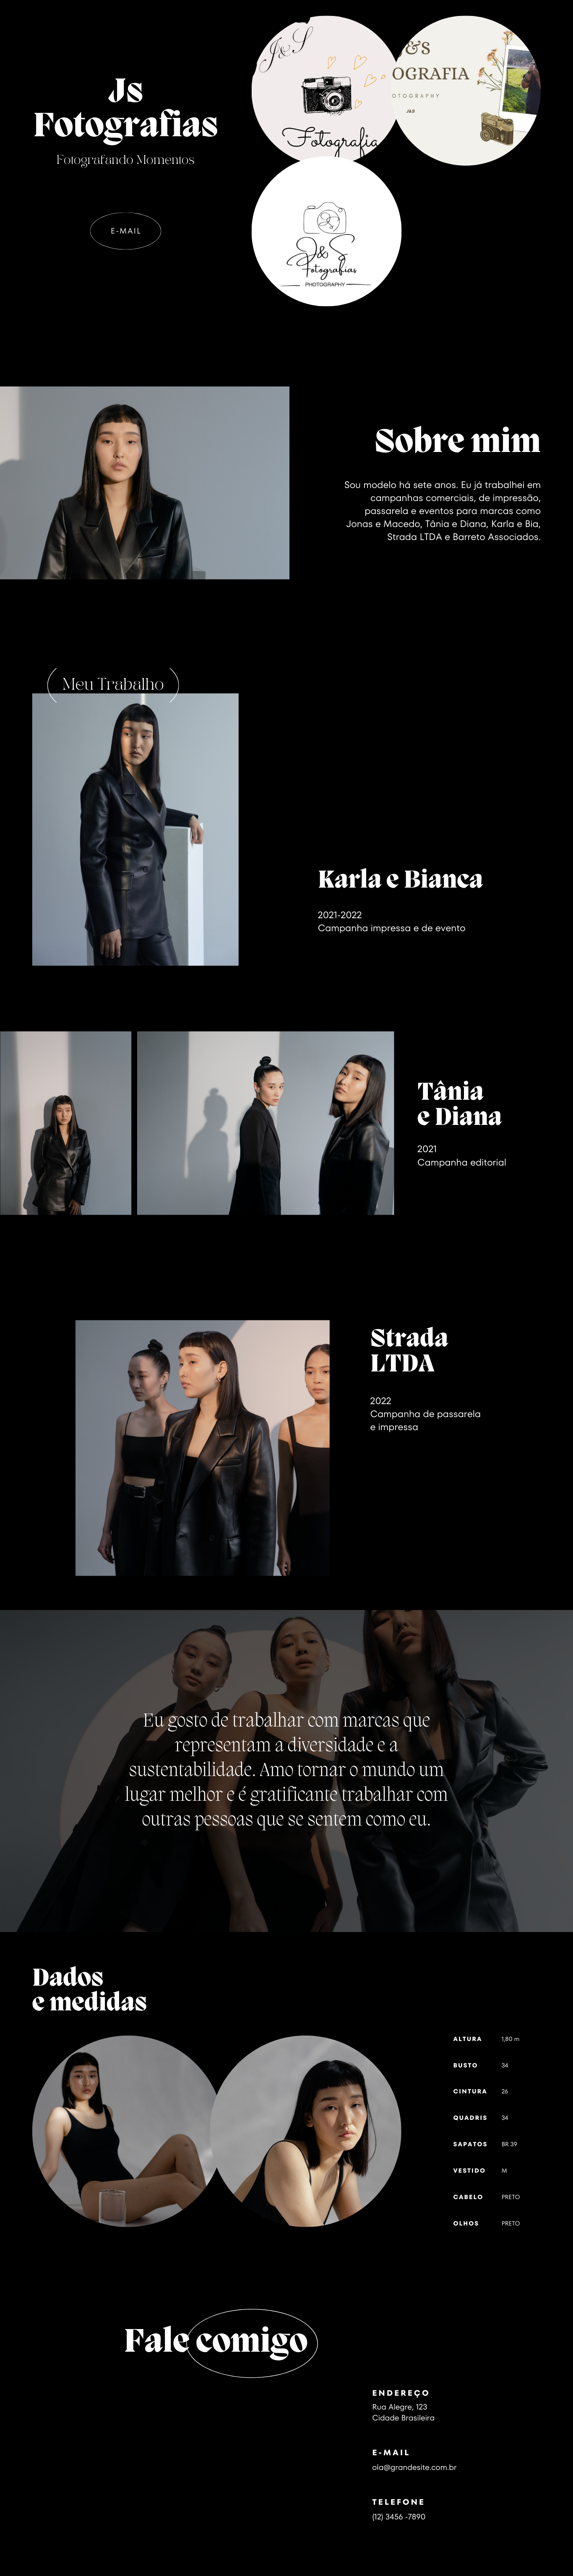 Js
Fotografias
Fotografando Momentos
E-MAIL
J&S
Fotografia
&S
OGRAFIA
OTOGRAPHY
J&S
J&S
Fotografias
PHOTOGRAPHY
Sobre mim
Sou modelo há sete anos. Eu já trabalhei em
campanhas comerciais, de impressão,
passarela e eventos para marcas como
Jonas e Macedo, Tânia e Diana, Karla e Bia,
Strada LTDA e Barreto Associados.
Meu Trabalho
Karla e Bianca
2021-2022
Campanha impressa e de evento
Tânia
e Diana
2021
Campanha editorial
Strada
LTDA
2022
Campanha de passarela
e impressa
Eu gosto de trabalhar com marcas que
representam a diversidade e a
sustentabilidade. Amo tornar o mundo um
lugar melhor e é gratificante trabalhar com
outras pessoas que se sentem como eu.
Dados
e medidas
ALTURA 1,80 m
BUSTO 34
CINTURA 26
QUADRIS 34
SAPATOS BR 39
VESTIDO M
CABELO PRETO
OLHOS PRETO
Fale comigo
ENDEREÇO
Rua Alegre, 123
Cidade Brasileira
E-MAIL
ola@grandesite.com.br
TELEFONE
(12) 3456 -7890